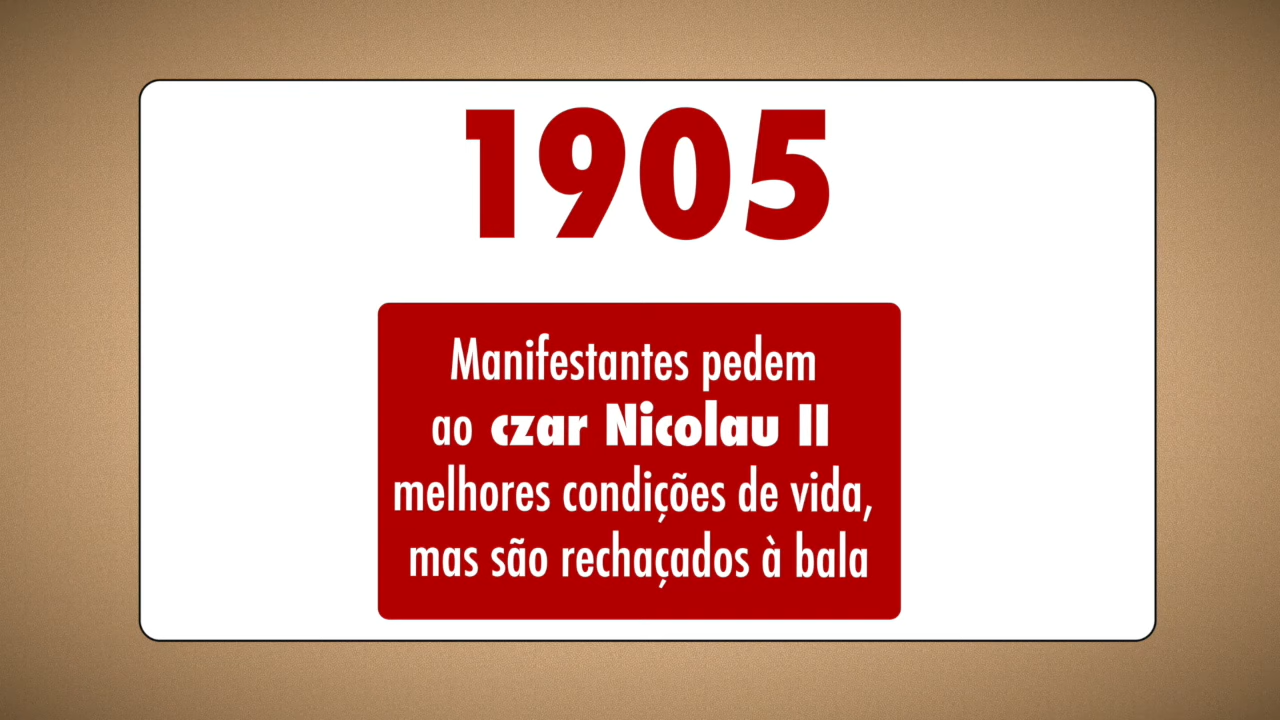 1905
Manifestantes pedem
ao czar Nicolau II
melhores condições de vida,
mas são rechaçados à bala